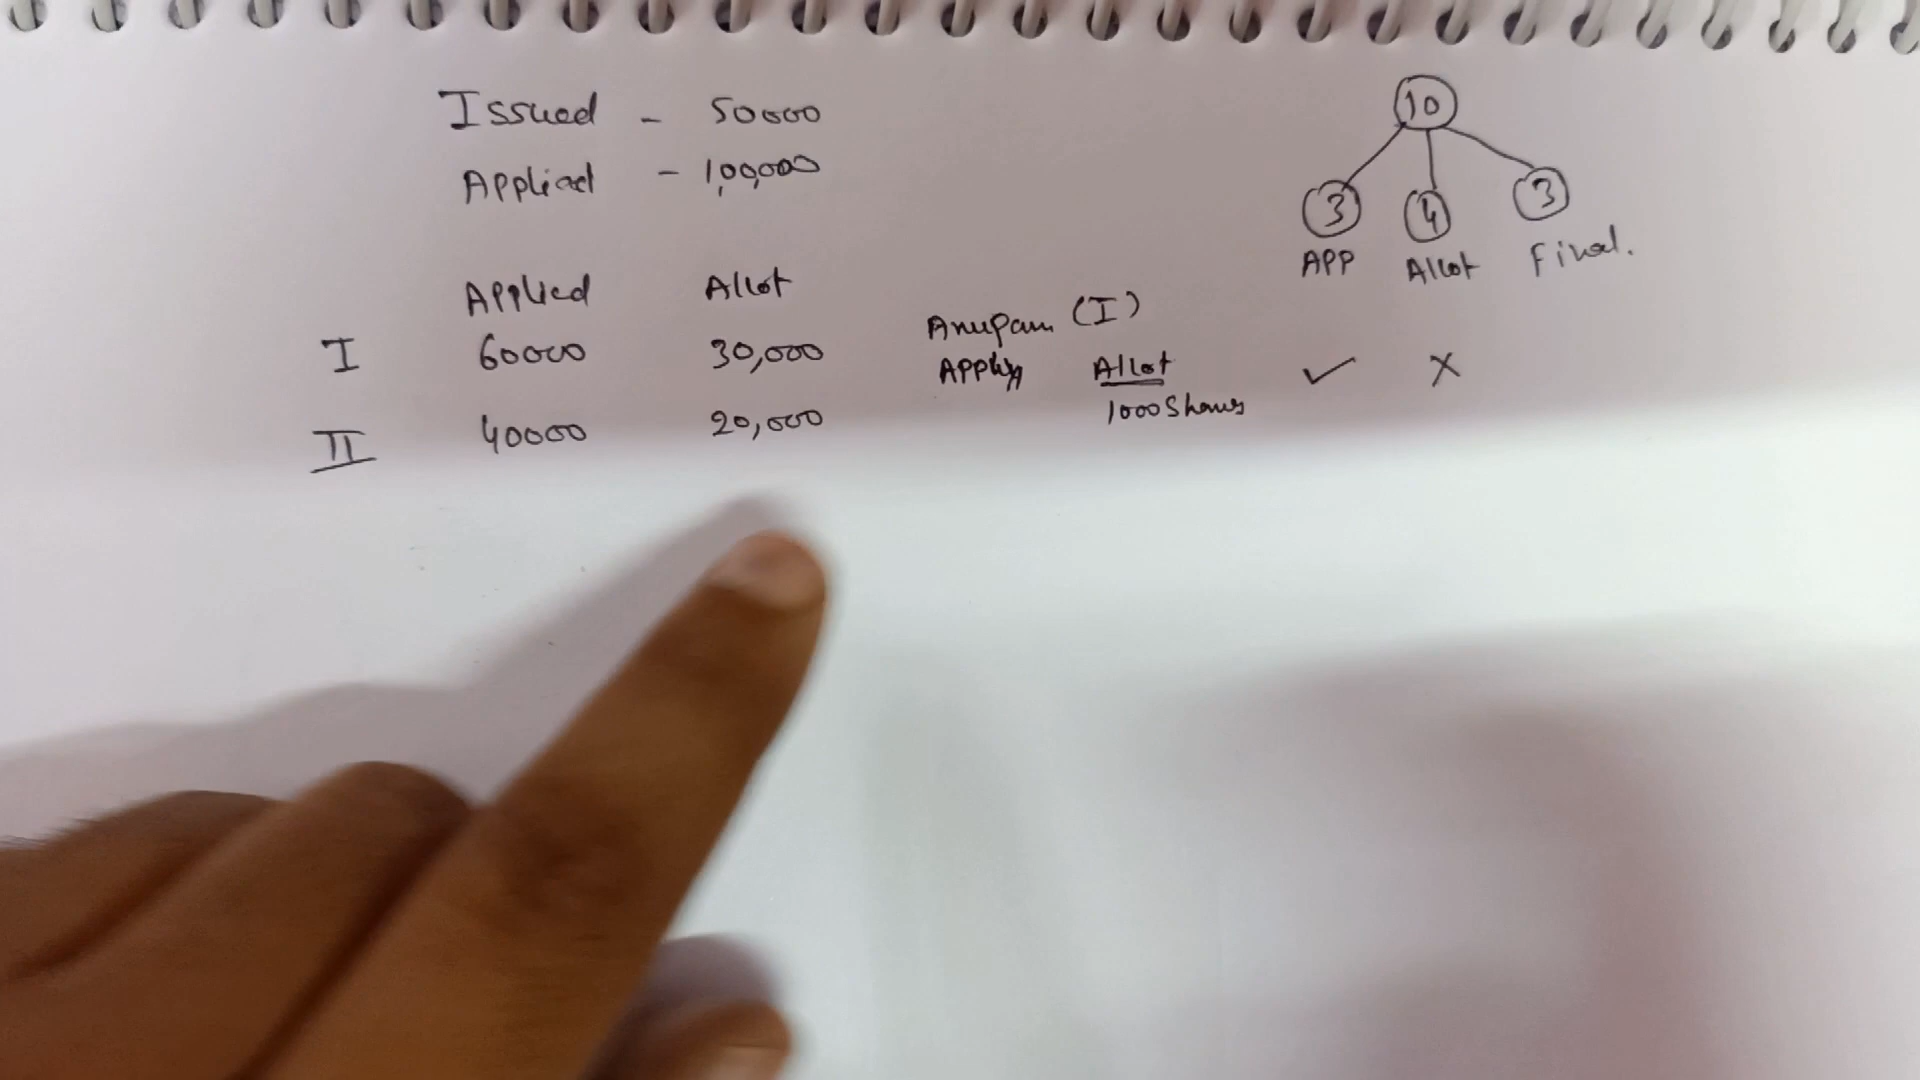 Issued - 50000
Applied - 1,00,000
Applied Allot
I 60000 30,000
II 40000 20,000
Anupam (I)
Apply Allot
1000 Shares
✓ X
10
3 4 3
APP Allot Final.